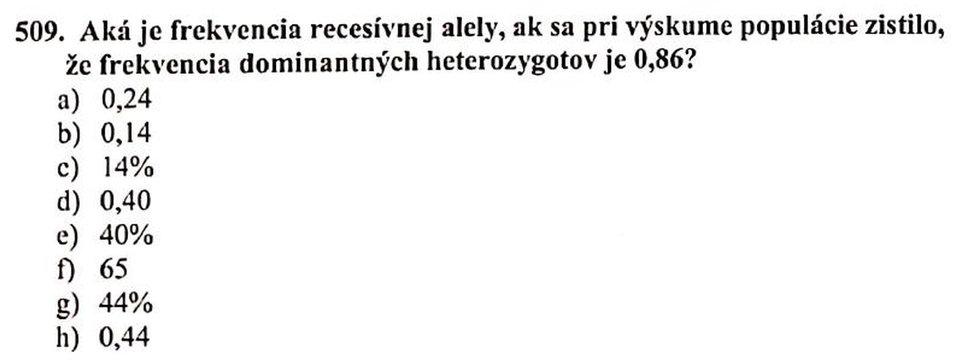 509. Aká je frekvencia recesívnej alely, ak sa pri výskume populácie zistilo,
že frekvencia dominantných heterozygotov je 0,86?
a) 0,24
b) 0,14
c) 14%
d) 0,40
e) 40%
f) 65
g) 44%
h) 0,44